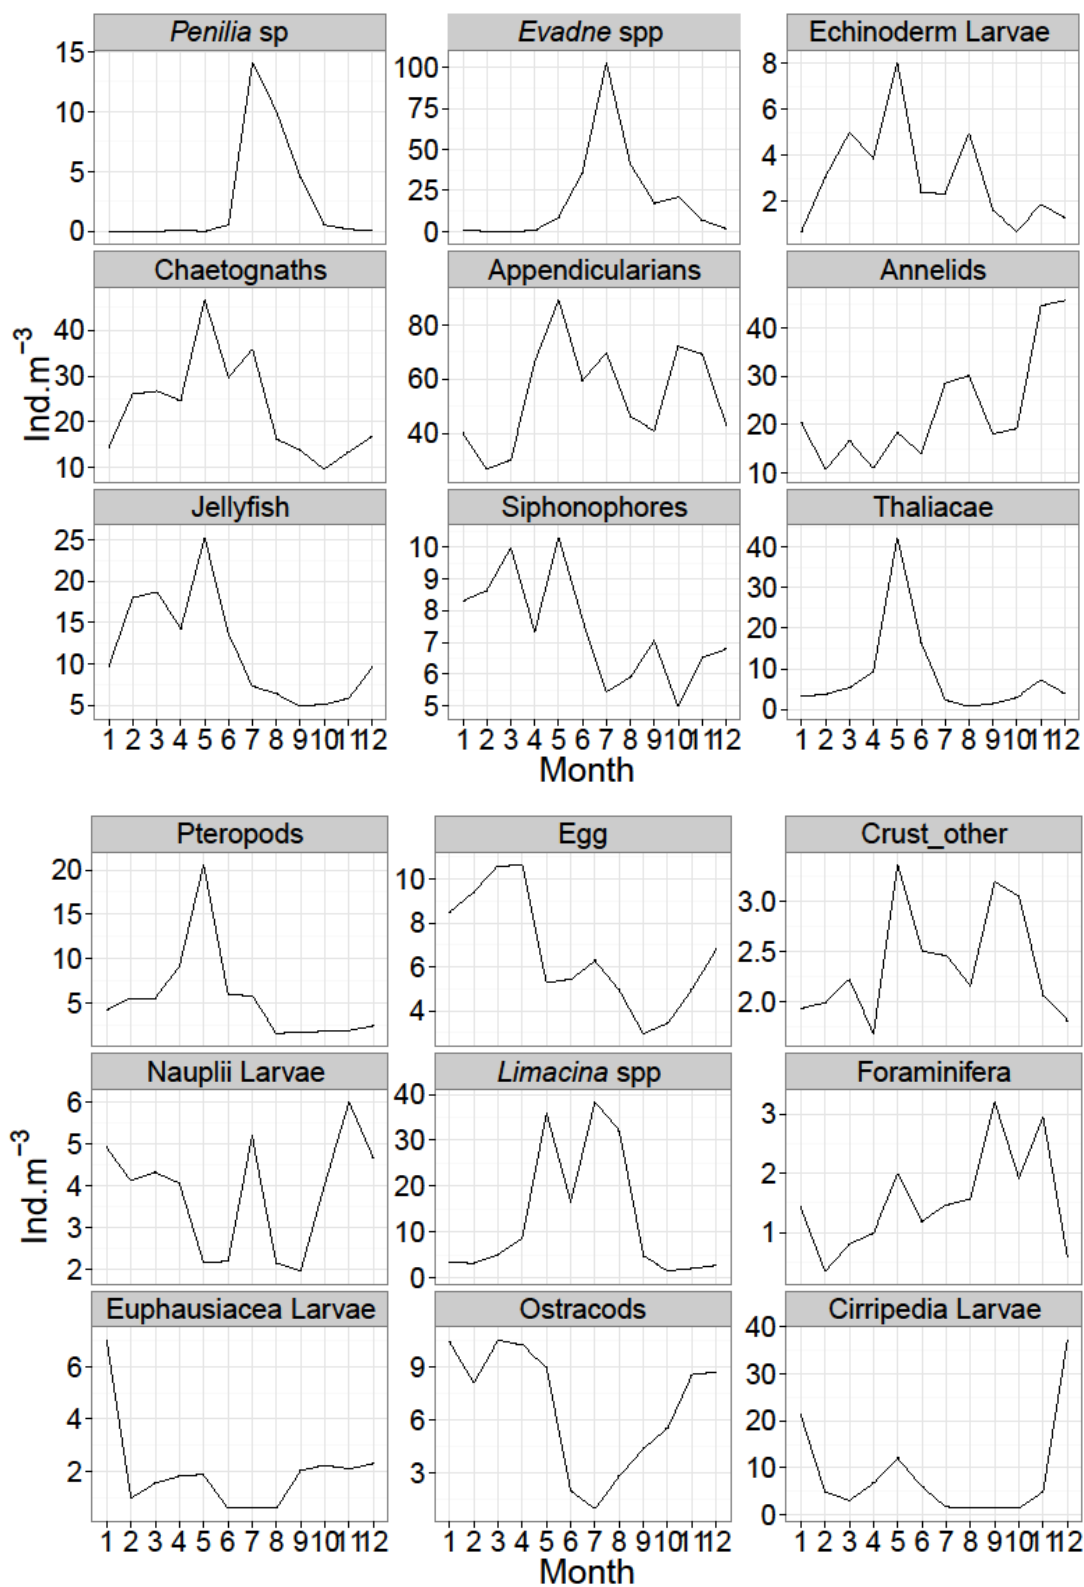 Penilia sp Evadne spp Echinoderm Larvae
15 10 5 0
100 75 50 25 0
8 6 4 2
Chaetognaths Appendicularians Annelids
40 30 20 10
80 60 40
40 30 20 10
Ind.m−3
Jellyfish Siphonophores Thaliacae
25 20 15 10 5
10 9 8 7 6 5
40 30 20 10 0
1 2 3 4 5 6 7 8 9 10 11 12 1 2 3 4 5 6 7 8 9 10 11 12 1 2 3 4 5 6 7 8 9 10 11 12
Month
Pteropods Egg Crust_other
20 15 10 5
10 8 6 4
3.0 2.5 2.0
Nauplii Larvae Limacina spp Foraminifera
6 5 4 3 2
40 30 20 10 0
3 2 1
Ind.m−3
Euphausiacea Larvae Ostracods Cirripedia Larvae
6 4 2
9 6 3
40 30 20 10 0
1 2 3 4 5 6 7 8 9 10 11 12 1 2 3 4 5 6 7 8 9 10 11 12 1 2 3 4 5 6 7 8 9 10 11 12
Month